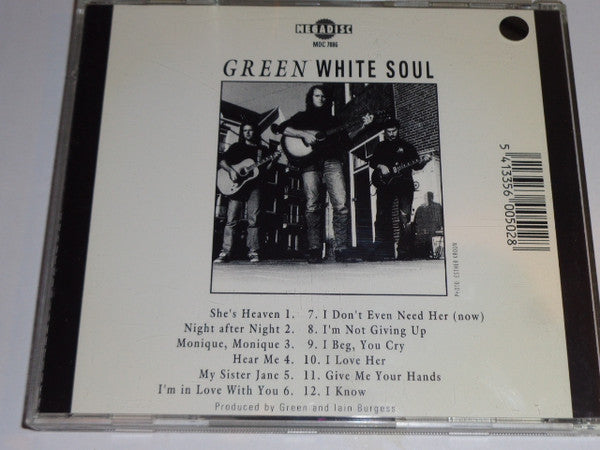 MEGADISC
MDC 7886
GREEN WHITE SOUL
5 413356 005028
PHOTO: ESTHER KROON
She's Heaven 1.
Night after Night 2.
Monique, Monique 3.
Hear Me 4.
My Sister Jane 5.
I'm in Love With You 6.
7. I Don't Even Need Her (now)
8. I'm Not Giving Up
9. I Beg, You Cry
10. I Love Her
11. Give Me Your Hands
12. I Know
Produced by Green and Iain Burgess